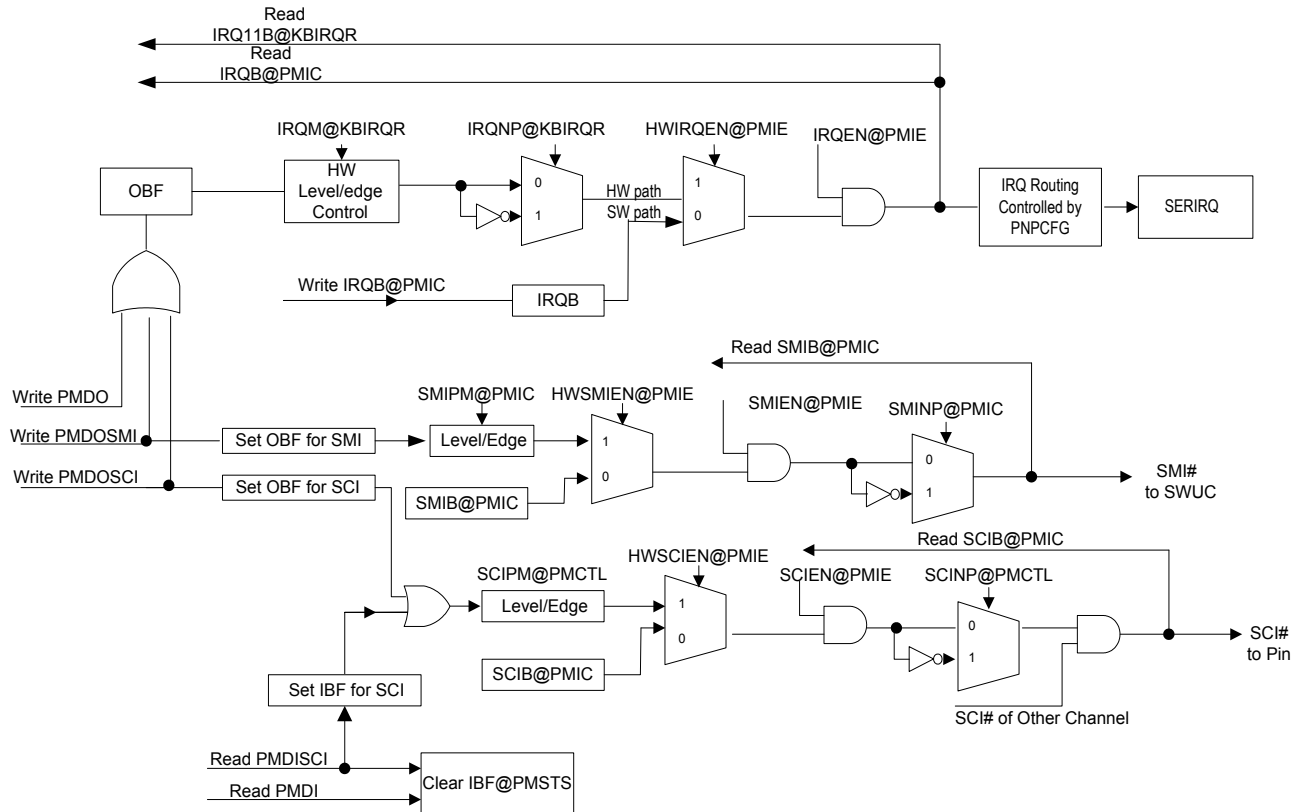 Read
IRQ11B@KBIRQR
Read
IRQB@PMIC
IRQM@KBIRQR
IRQNP@KBIRQR
HWIRQEN@PMIE
IRQEN@PMIE
OBF
HW
Level/edge
Control
0
1
HW path
SW path
1
0
IRQ Routing
Controlled by
PNPCFG
SERIRQ
Write IRQB@PMIC
IRQB
Read SMIB@PMIC
Write PMDO
SMIPM@PMIC
HWSMIEN@PMIE
SMIEN@PMIE
SMINP@PMIC
Write PMDOSMI
Set OBF for SMI
Level/Edge
1
0
0
1
SMI#
to SWUC
Write PMDOSCI
Set OBF for SCI
SMIB@PMIC
Read SCIB@PMIC
HWSCIEN@PMIE
SCIPM@PMCTL
SCIEN@PMIE
SCINP@PMCTL
Level/Edge
1
0
0
1
SCI#
to Pin
SCIB@PMIC
Set IBF for SCI
SCI# of Other Channel
Read PMDISCI
Clear IBF@PMSTS
Read PMDI